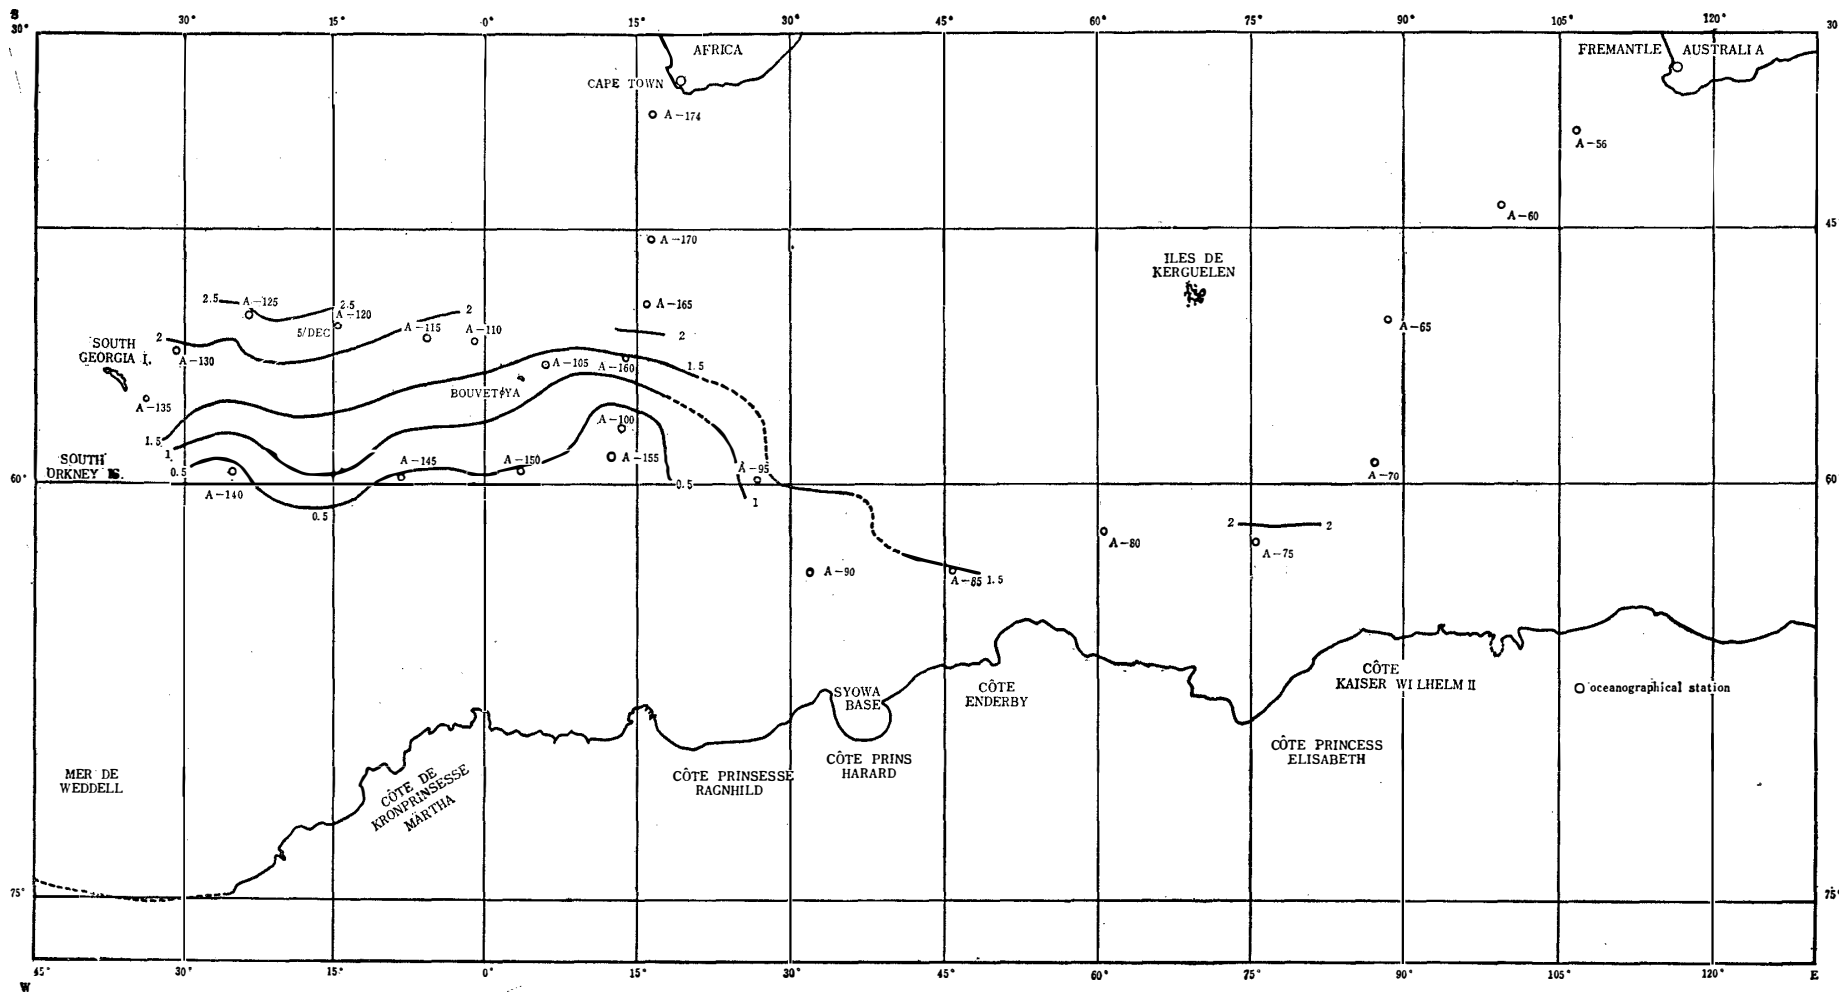 S
30° 15° 0° 15° 30° 45° 60° 75° 90° 105° 120°
30° 30
AFRICA
FREMANTLE AUSTRALIA
CAPE TOWN
A-174
A-56
A-60
45
A-170
ILES DE
KERGUELEN
2.5 A-125 2.5
A-120
5/DEC
2
A-165
A-115 A-110
A-65
2
2
SOUTH
GEORGIA I.
A-130
A-105
A-160
1.5
BOUVETØYA
A-135
A-100
1.5
1
SOUTH
ORKNEY IS.
0.5
A-145 A-150 A-155
A-95
A-70
60° 60
A-140
0.5
0.5
1
2 2
A-80
A-75
A-90
A-85 1.5
CÔTE
KAISER WILHELM II
SYOWA
BASE
CÔTE
ENDERBY
oceanographical station
CÔTE PRINCESS
ELISABETH
CÔTE PRINS
HARARD
CÔTE PRINSESSE
RAGNHILD
MER DE
WEDDELL
CÔTE DE
KRONPRINSESSE
MÄRTHA
75° 75°
45° 30° 15° 0° 15° 30° 45° 60° 75° 90° 105° 120° E
W